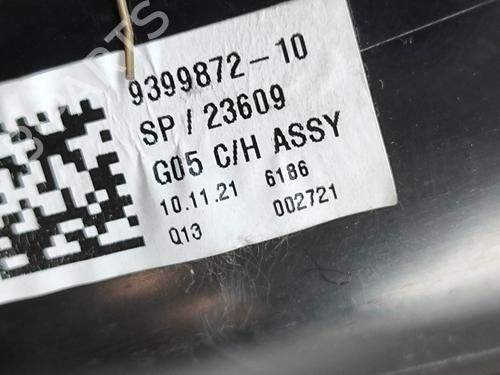 9399872-10
SP / 23609
G05 C/H ASSY
10.11.21 6186
Q13 002721